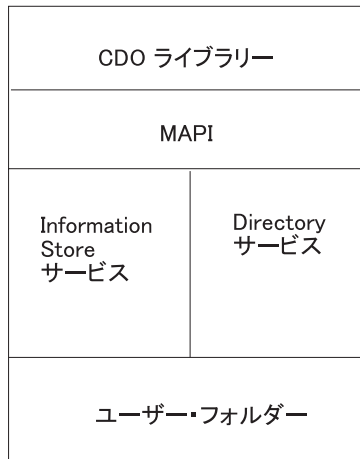 CDO ライブラリー
MAPI
Information
Store
サービス
Directory
サービス
ユーザー・フォルダー